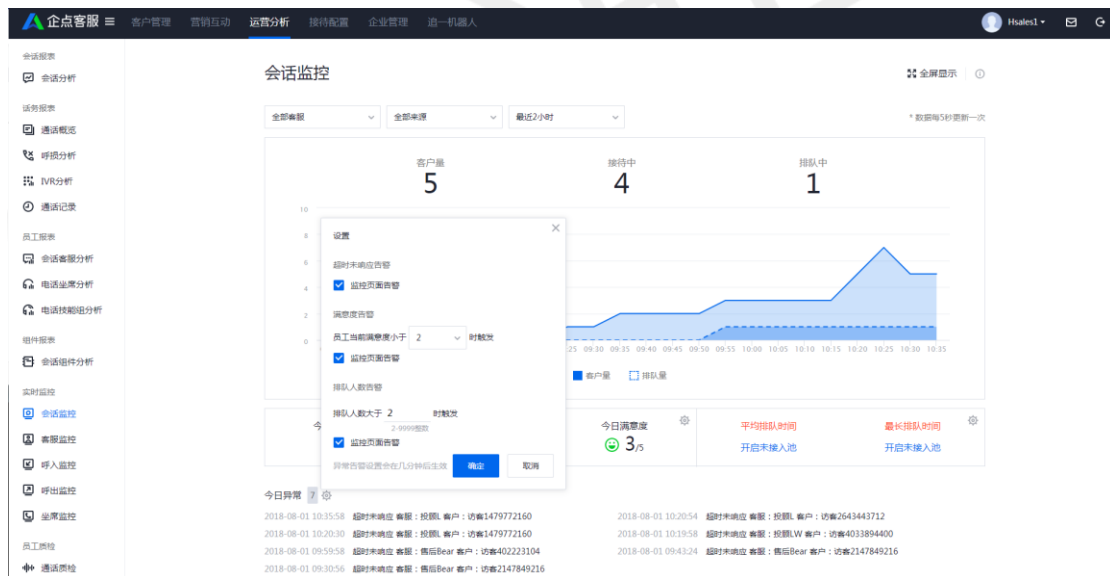 企点客服 客户管理 营销互动 运营分析 接待配置 企业管理 追一机器人 Hsales1
会话报表
会话分析
话务报表
通话概览
呼损分析
IVR分析
通话记录
员工报表
会话客服分析
电话坐席分析
电话技能组分析
组件报表
会话组件分析
实时监控
会话监控
客服监控
呼入监控
呼出监控
坐席监控
员工质检
通话质检
会话监控
全屏显示
全部客服 全部来源 最近2小时 * 数据每5秒更新一次
客户量 接待中 排队中
5 4 1
10
8
6
4
2
0
25 09:30 09:35 09:40 09:45 09:50 09:55 10:00 10:05 10:10 10:15 10:20 10:25 10:30 10:35
客户量 排队量
设置
超时未响应告警
监控页面告警
满意度告警
员工当前满意度小于 2 时触发
监控页面告警
排队人数告警
排队人数大于 2 时触发
2-9999整数
监控页面告警
异常告警设置会在几分钟后生效 确定 取消
今 今日满意度 平均排队时间 最长排队时间
3/5 开启未接入池 开启未接入池
今日异常 7
2018-08-01 10:35:58 超时未响应 客服：投顾L 客户：访客1479772160 2018-08-01 10:20:54 超时未响应 客服：投顾L 客户：访客2643443712
2018-08-01 10:20:30 超时未响应 客服：投顾L 客户：访客1479772160 2018-08-01 10:19:58 超时未响应 客服：投顾LW 客户：访客4033894400
2018-08-01 09:59:58 超时未响应 客服：售后Bear 客户：访客402223104 2018-08-01 09:43:24 超时未响应 客服：售后Bear 客户：访客2147849216
2018-08-01 09:30:56 超时未响应 客服：售后Bear 客户：访客2147849216